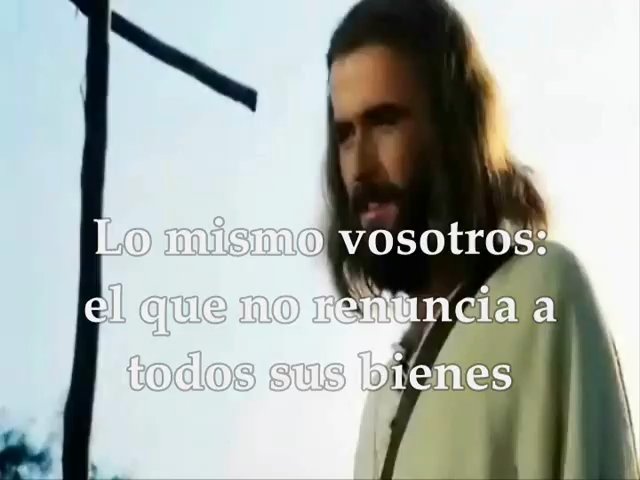 Lo mismo vosotros:
el que no renuncia a
todos sus bienes